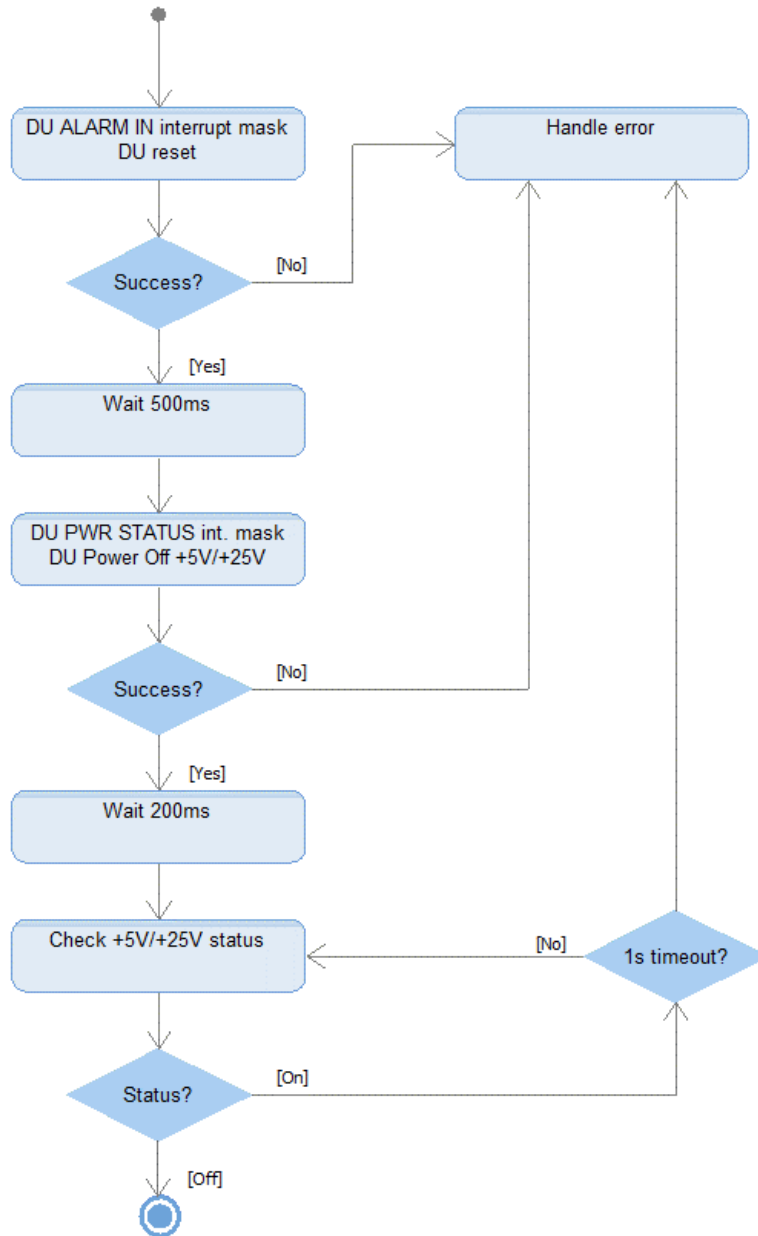 DU ALARM IN interrupt mask
DU reset
Handle error
[No]
Success?
[Yes]
Wait 500ms
DU PWR STATUS int. mask
DU Power Off +5V/+25V
[No]
Success?
[Yes]
Wait 200ms
Check +5V/+25V status
[No]
1s timeout?
[On]
Status?
[Off]